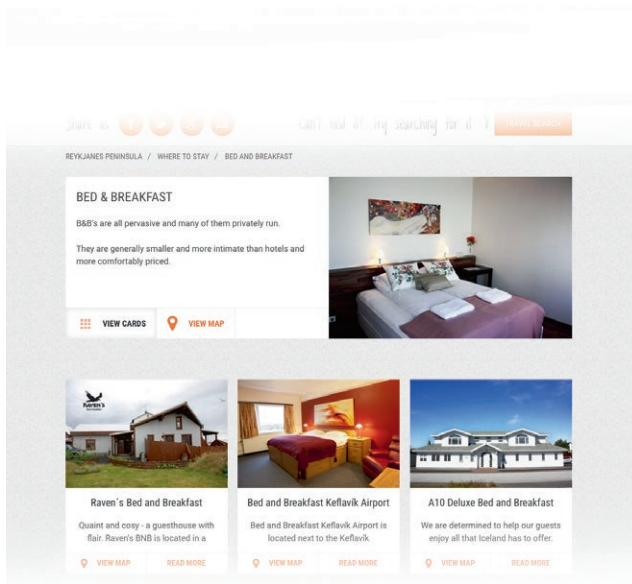 Share us
Can't find it? Try searching for it
TRAVEL SEARCH
REYKJANES PENINSULA / WHERE TO STAY / BED AND BREAKFAST
BED & BREAKFAST
B&B's are all pervasive and many of them privately run.
They are generally smaller and more intimate than hotels and
more comfortably priced.
VIEW CARDS
VIEW MAP
RAVEN'S
Raven´s Bed and Breakfast
Quaint and cosy - a guesthouse with
flair. Raven's BNB is located in a
VIEW MAP READ MORE
Bed and Breakfast Keflavík Airport
Bed and Breakfast Keflavík Airport is
located next to the Keflavík
VIEW MAP READ MORE
A10 Deluxe Bed and Breakfast
We are determined to help our guests
enjoy all that Iceland has to offer.
VIEW MAP READ MORE